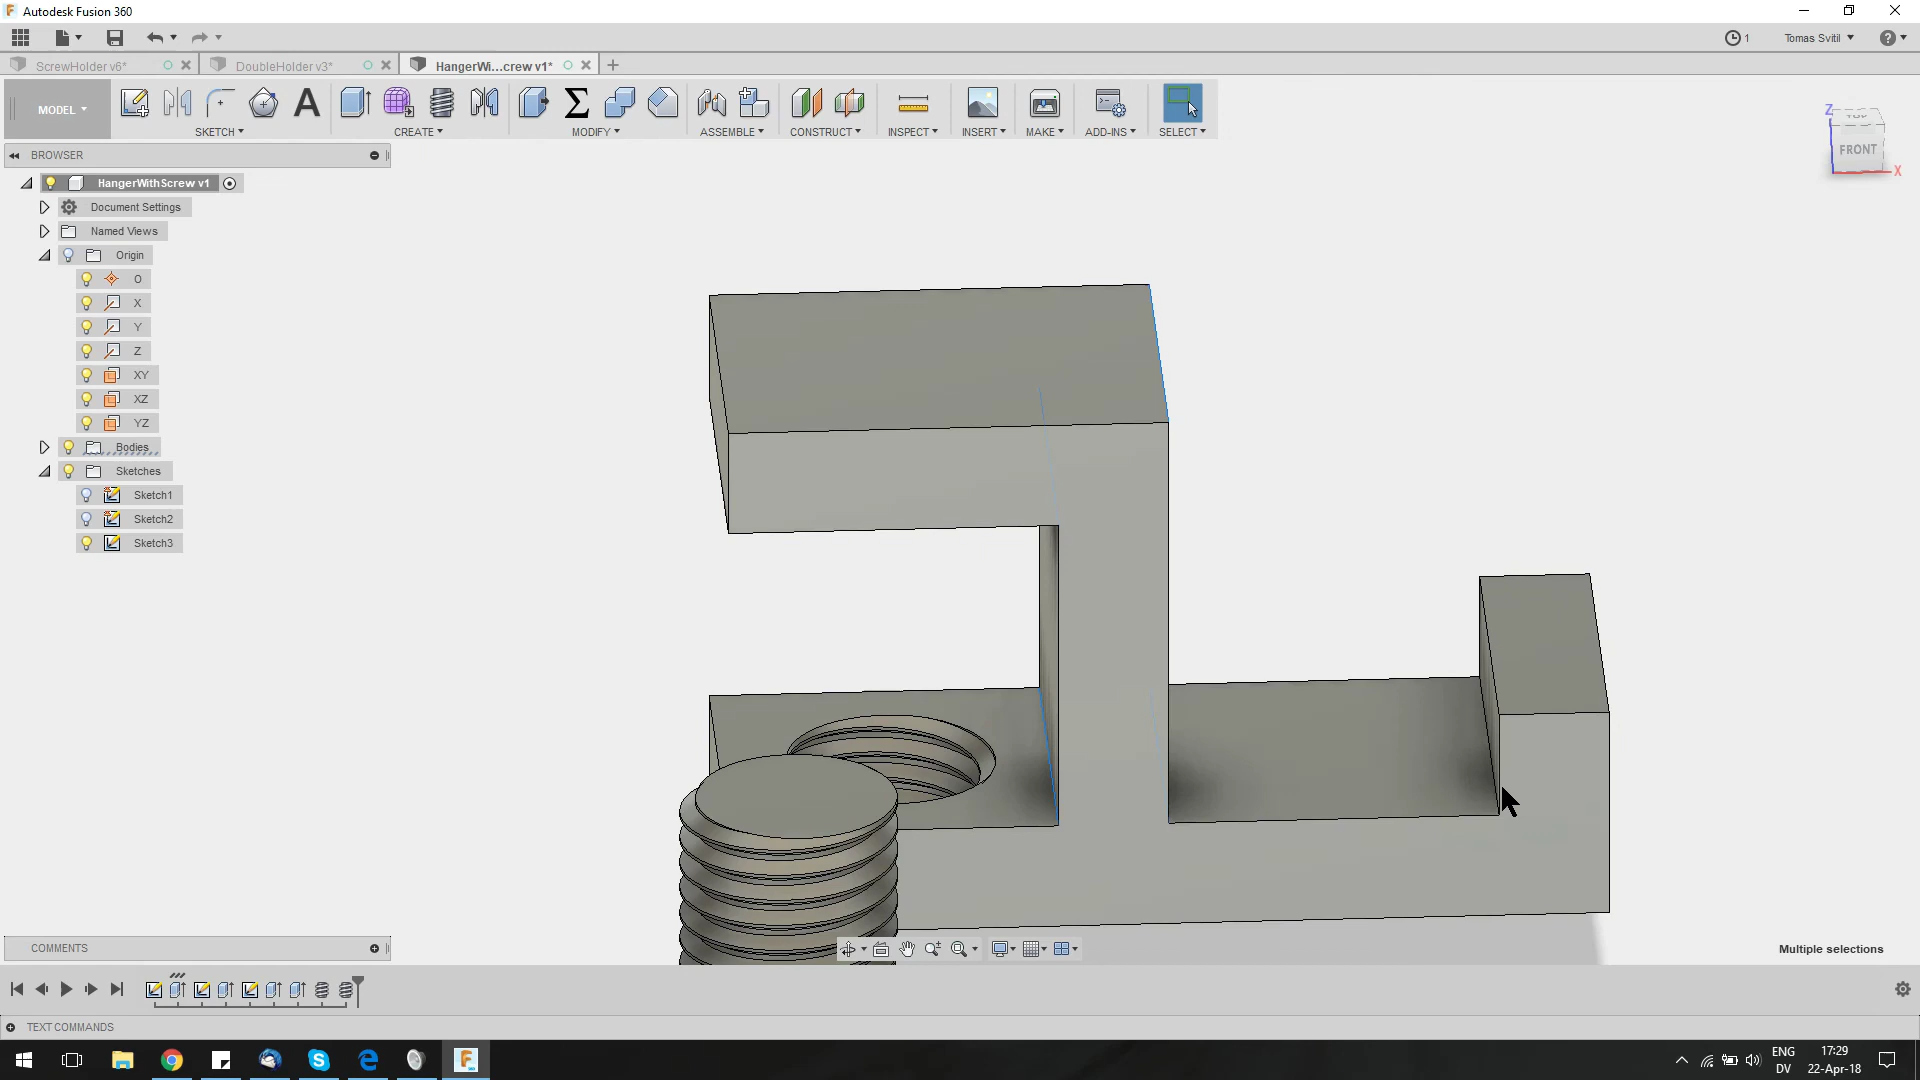 Autodesk Fusion 360
1
Tomas Svitil
ScrewHolder v6*
DoubleHolder v3*
HangerWi...crew v1*
MODEL
SKETCH
CREATE
MODIFY
ASSEMBLE
CONSTRUCT
INSPECT
INSERT
MAKE
ADD-INS
SELECT
BROWSER
HangerWithScrew v1
Document Settings
Named Views
Origin
O
X
Y
Z
XY
XZ
YZ
Bodies
Sketches
Sketch1
Sketch2
Sketch3
Z
TOP
FRONT
X
COMMENTS
Multiple selections
TEXT COMMANDS
ENG
DV
17:29
22-Apr-18